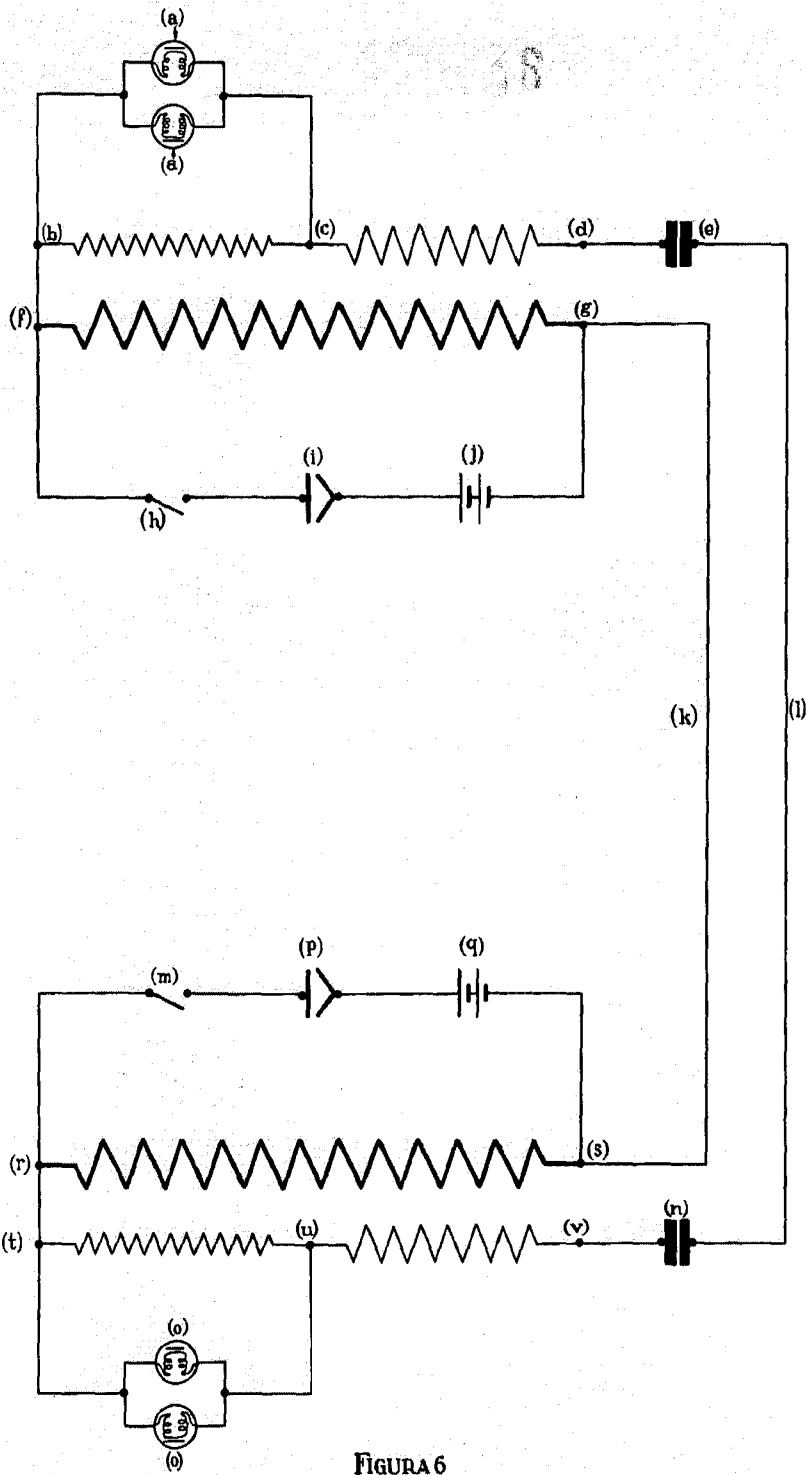 (a)
(a)
(b) (c) (d) (e)
(f) (g)
(i) (j)
(h)
(k) (l)
(p) (q)
(m)
(r) (s)
(n)
(t) (u) (v)
(o)
(o)
FIGURA 6